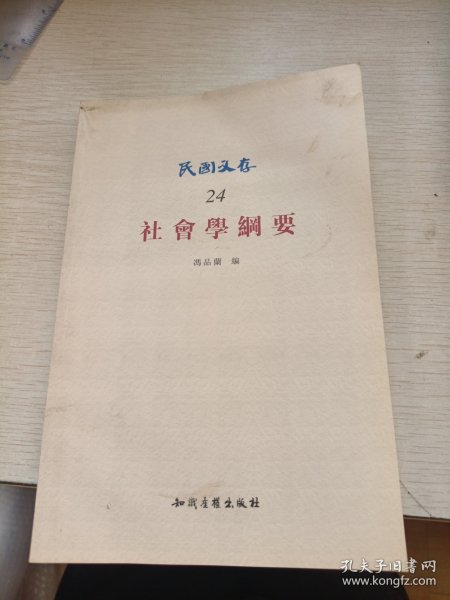 民國文存
24
社會學綱要
馮品蘭 編
知識產權出版社
孔夫子旧书网
www.kongfz.com